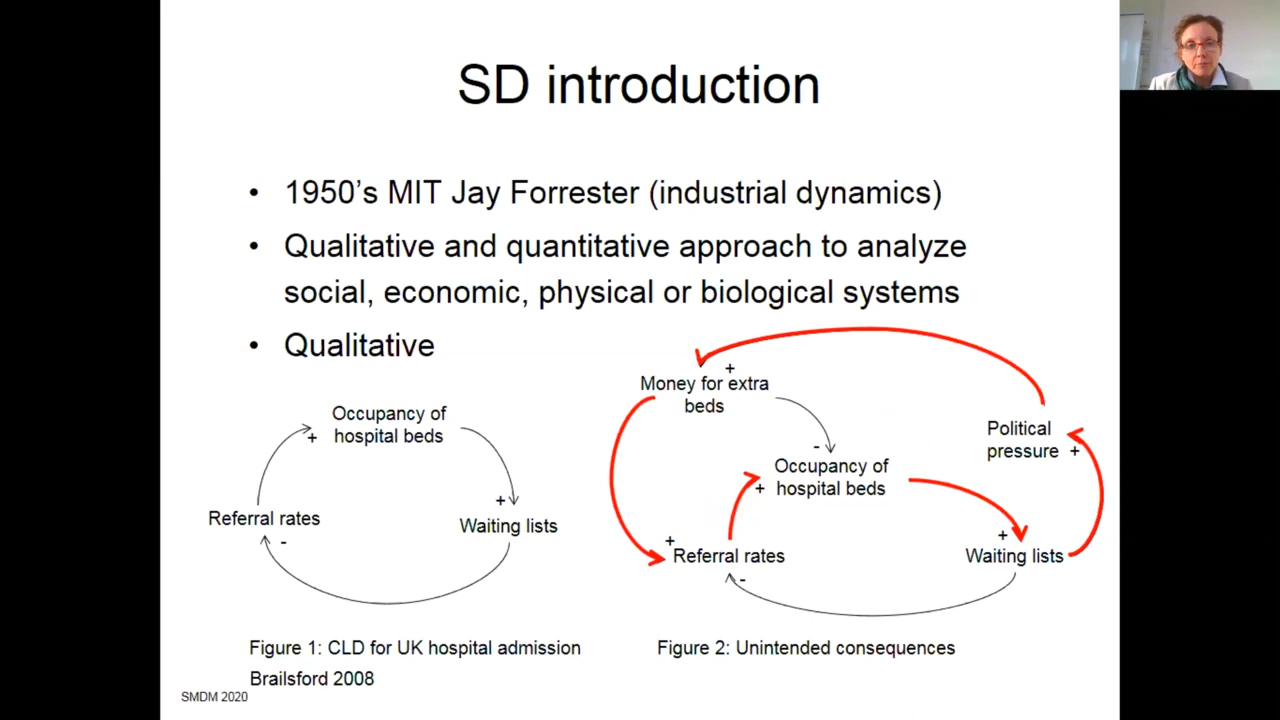 SD introduction
• 1950's MIT Jay Forrester (industrial dynamics)
• Qualitative and quantitative approach to analyze
social, economic, physical or biological systems
• Qualitative
Occupancy of
hospital beds
+
+
Referral rates
Waiting lists
-
+
Money for extra
beds
Political
pressure +
-
Occupancy of
+ hospital beds
+
+
Referral rates
Waiting lists
-
Figure 1: CLD for UK hospital admission
Brailsford 2008
Figure 2: Unintended consequences
SMDM 2020